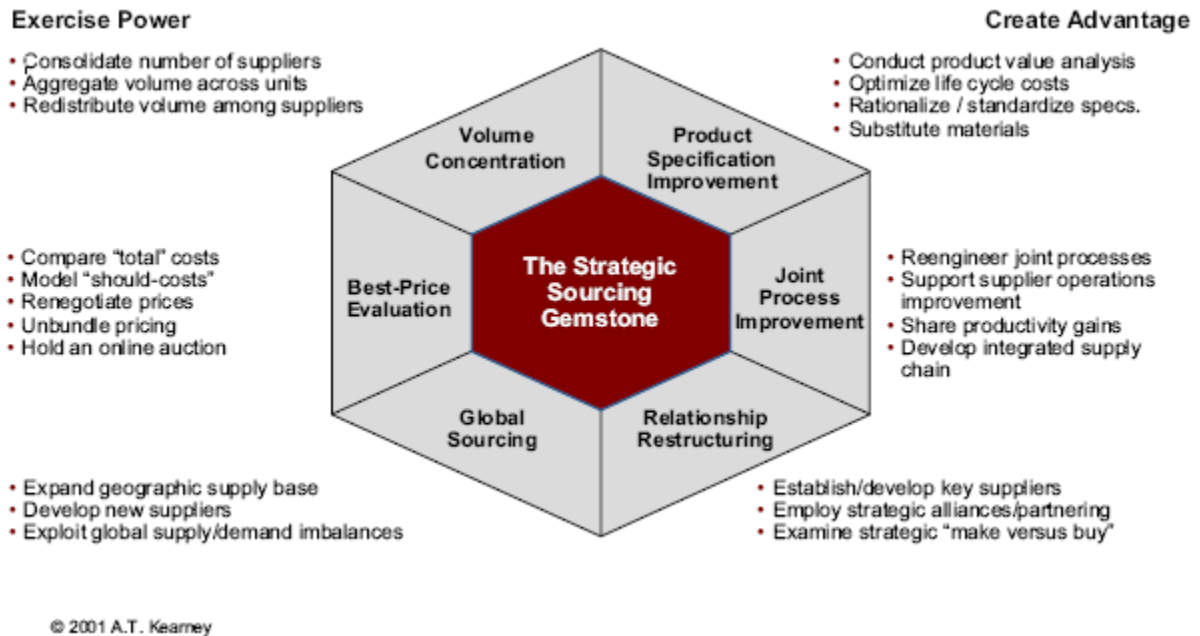 Exercise Power
Create Advantage
• Consolidate number of suppliers
• Aggregate volume across units
• Redistribute volume among suppliers
• Conduct product value analysis
• Optimize life cycle costs
• Rationalize / standardize specs.
• Substitute materials
Volume
Concentration
Product
Specification
Improvement
• Compare “total” costs
• Model “should-costs”
• Renegotiate prices
• Unbundle pricing
• Hold an online auction
Best-Price
Evaluation
The Strategic
Sourcing
Gemstone
Joint
Process
Improvement
• Reengineer joint processes
• Support supplier operations
improvement
• Share productivity gains
• Develop integrated supply
chain
Global
Sourcing
Relationship
Restructuring
• Expand geographic supply base
• Develop new suppliers
• Exploit global supply/demand imbalances
• Establish/develop key suppliers
• Employ strategic alliances/partnering
• Examine strategic “make versus buy”
© 2001 A.T. Kearney